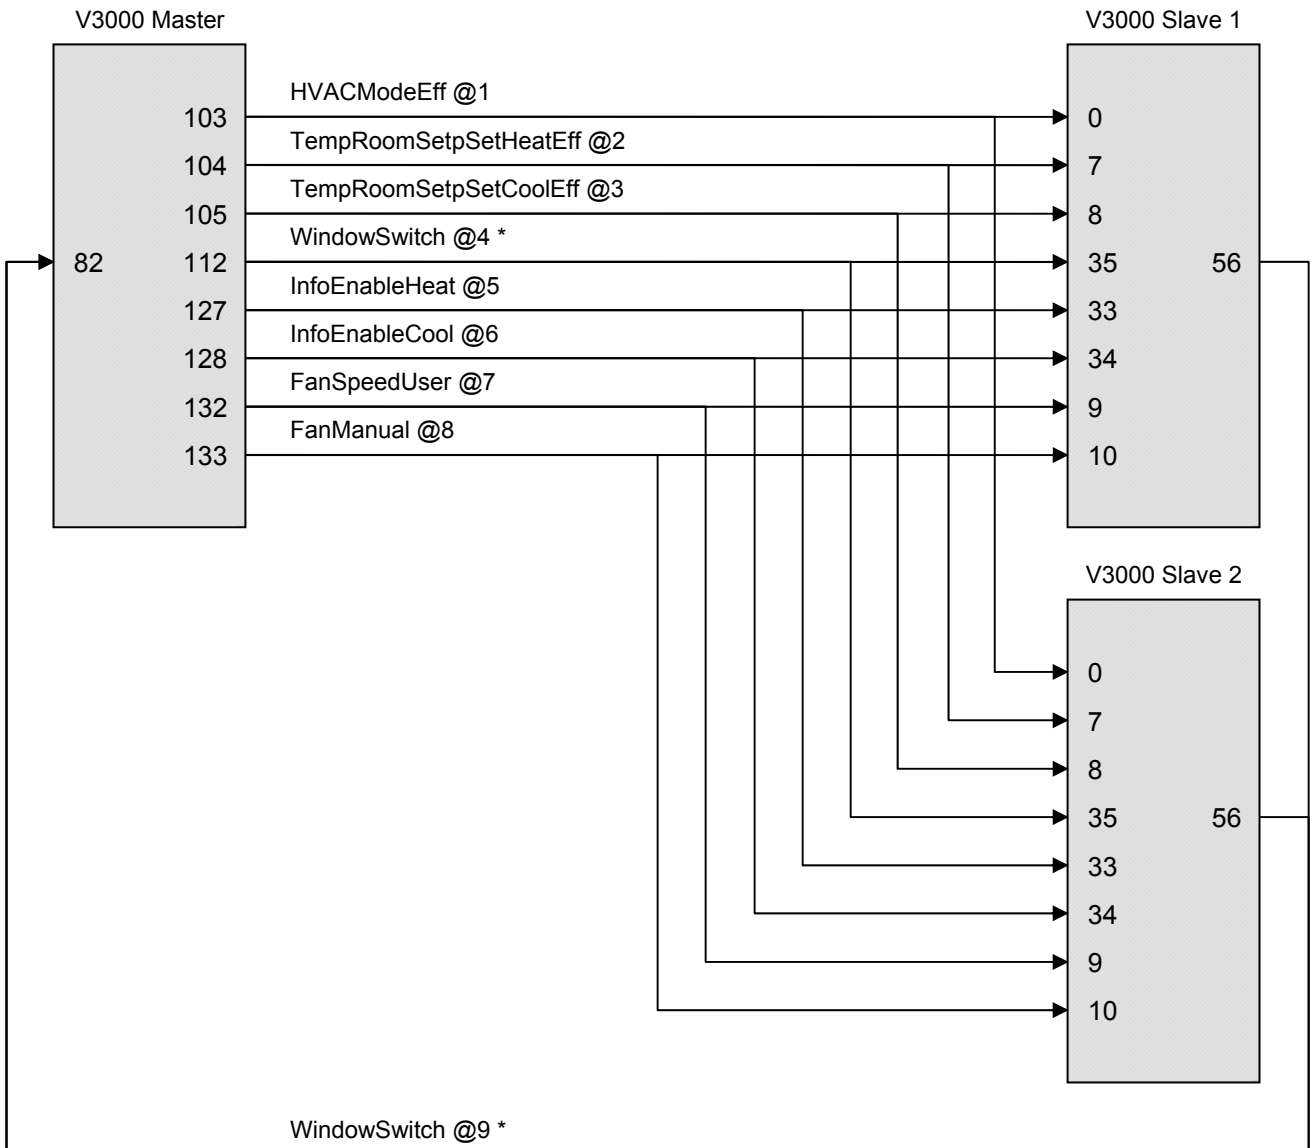 V3000 Master
V3000 Slave 1
HVACModeEff @1
103
0
TempRoomSetpSetHeatEff @2
104
7
TempRoomSetpSetCoolEff @3
105
8
WindowSwitch @4 *
82
112
35
56
InfoEnableHeat @5
127
33
InfoEnableCool @6
128
34
FanSpeedUser @7
132
9
FanManual @8
133
10
V3000 Slave 2
0
7
8
35
56
33
34
9
10
WindowSwitch @9 *